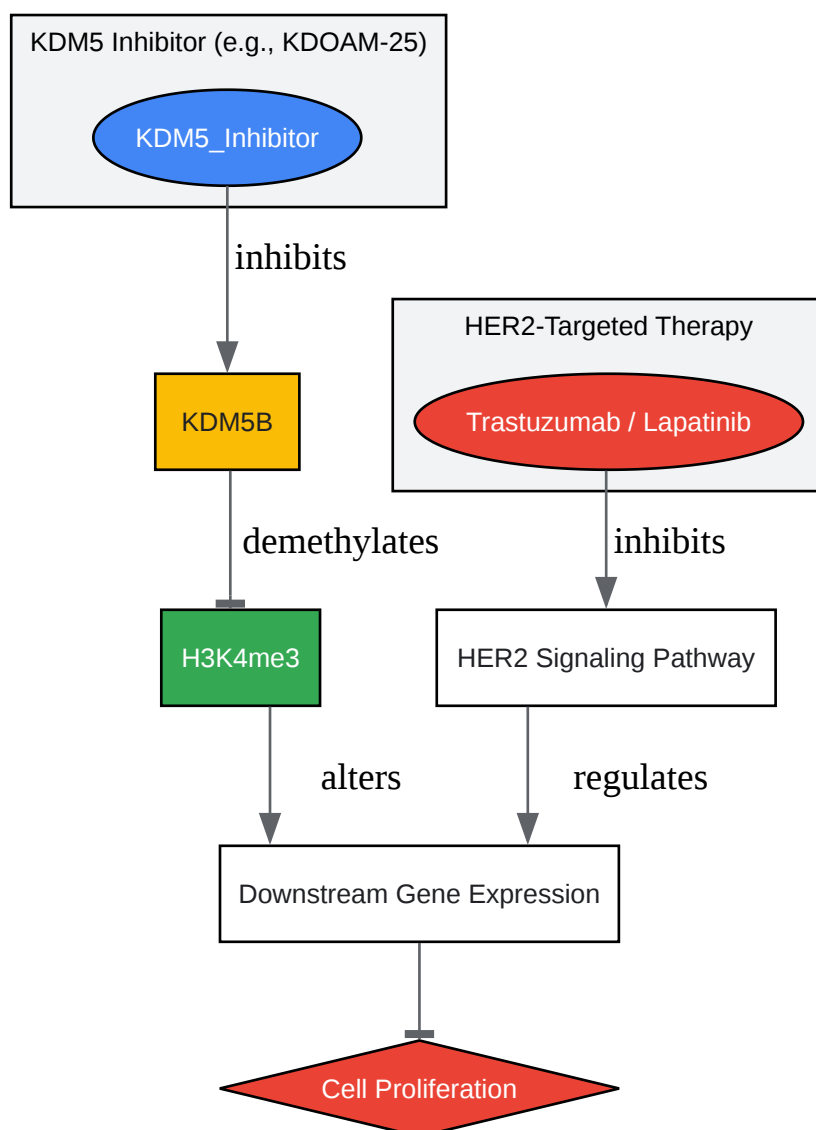 KDM5 Inhibitor (e.g., KDOAM-25)
KDM5_Inhibitor
inhibits
HER2-Targeted Therapy
KDM5B
Trastuzumab / Lapatinib
demethylates
inhibits
H3K4me3
HER2 Signaling Pathway
alters
regulates
Downstream Gene Expression
Cell Proliferation